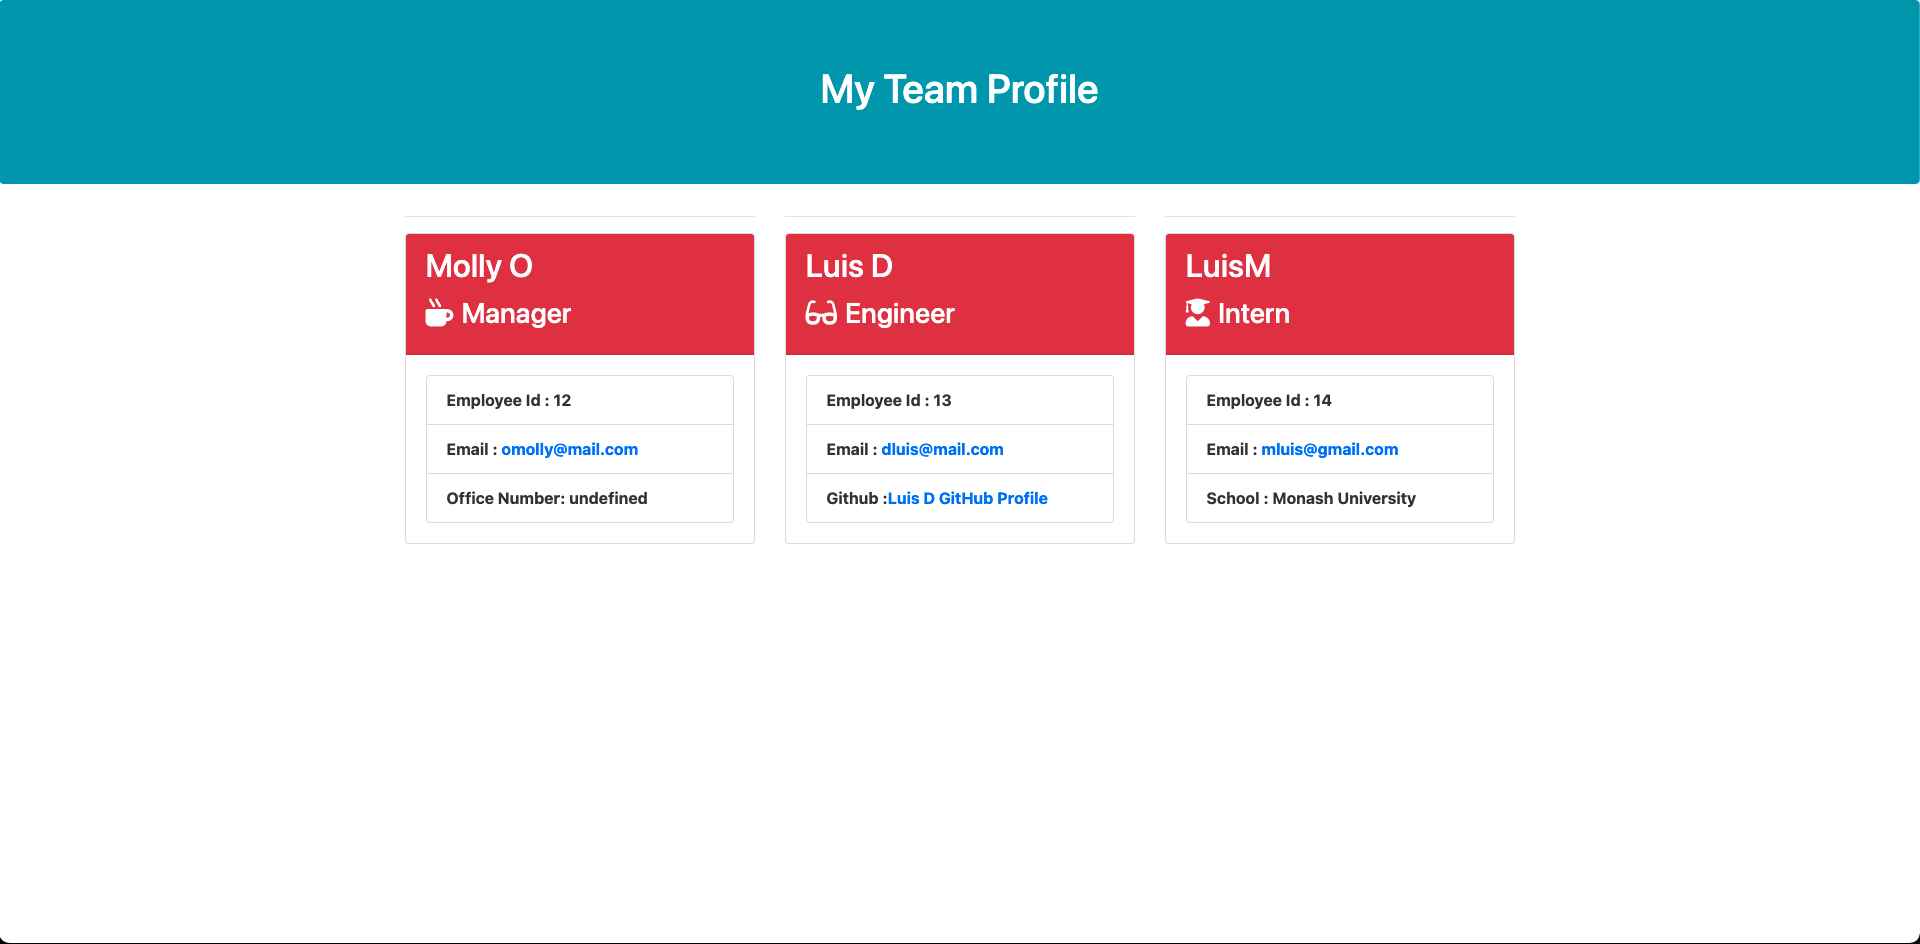 My Team Profile
Molly O
Manager
Employee Id : 12
Email : omolly@mail.com
Office Number: undefined
Luis D
Engineer
Employee Id : 13
Email : dluis@mail.com
Github :Luis D GitHub Profile
LuisM
Intern
Employee Id : 14
Email : mluis@gmail.com
School : Monash University